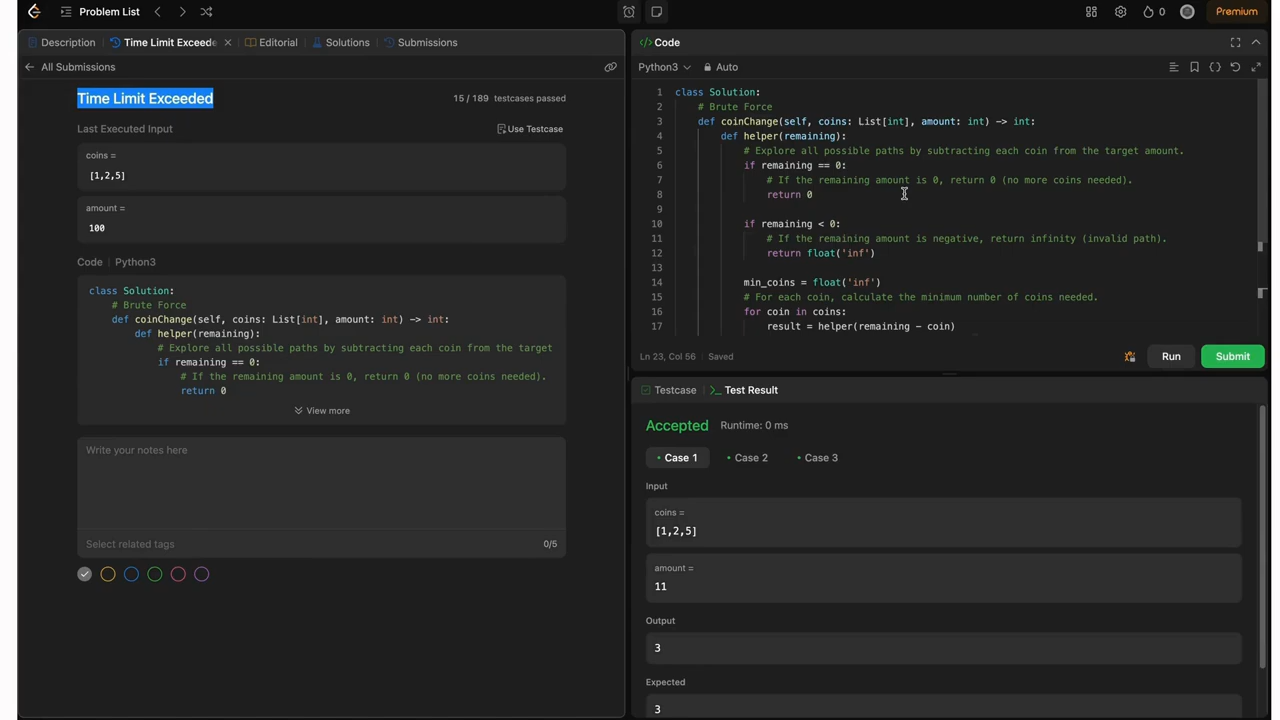 Problem List
0
Premium
Description
Time Limit Exceede
Editorial
Solutions
Submissions
All Submissions
Time Limit Exceeded
15 / 189 testcases passed
Last Executed Input
Use Testcase
coins =
[1,2,5]
amount =
100
Code
Python3
class Solution:
# Brute Force
def coinChange(self, coins: List[int], amount: int) -> int:
def helper(remaining):
# Explore all possible paths by subtracting each coin from the target
if remaining == 0:
# If the remaining amount is 0, return 0 (no more coins needed).
return 0
View more
Write your notes here
Select related tags
0/5
</> Code
Python3
Auto
1 class Solution:
2 # Brute Force
3 def coinChange(self, coins: List[int], amount: int) -> int:
4 def helper(remaining):
5 # Explore all possible paths by subtracting each coin from the target amount.
6 if remaining == 0:
7 # If the remaining amount is 0, return 0 (no more coins needed).
8 return 0
9
10 if remaining < 0:
11 # If the remaining amount is negative, return infinity (invalid path).
12 return float('inf')
13
14 min_coins = float('inf')
15 # For each coin, calculate the minimum number of coins needed.
16 for coin in coins:
17 result = helper(remaining - coin)
Ln 23, Col 56
Saved
Run
Submit
Testcase
>_ Test Result
Accepted
Runtime: 0 ms
• Case 1
• Case 2
• Case 3
Input
coins =
[1,2,5]
amount =
11
Output
3
Expected
3